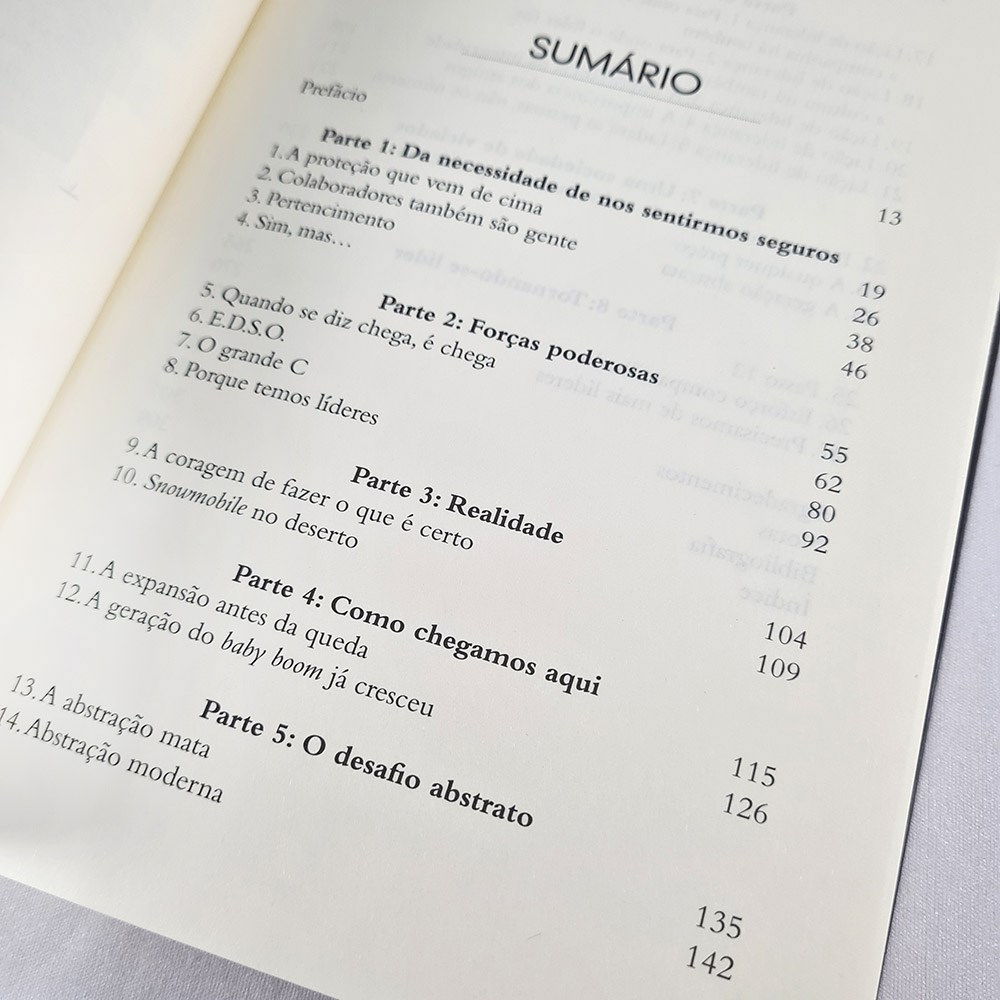 SUMÁRIO
Prefácio 13
Parte 1: Da necessidade de nos sentirmos seguros
1. A proteção que vem de cima 19
2. Colaboradores também são gente 26
3. Pertencimento 38
4. Sim, mas... 46
Parte 2: Forças poderosas
5. Quando se diz chega, é chega 55
6. E.D.S.O. 62
7. O grande C 80
8. Porque temos líderes 92
Parte 3: Realidade
9. A coragem de fazer o que é certo 104
10. Snowmobile no deserto 109
Parte 4: Como chegamos aqui
11. A expansão antes da queda 115
12. A geração do baby boom já cresceu 126
Parte 5: O desafio abstrato
13. A abstração mata 135
14. Abstração moderna 142